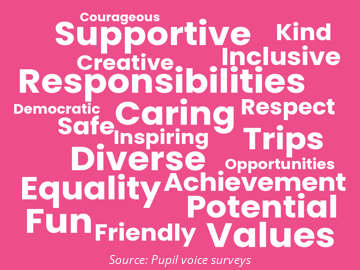 Courageous
Supportive Kind
Creative Inclusive
Responsibilities
Democratic Caring Respect
Safe Inspiring Trips
Diverse Opportunities
Equality Achievement
Potential
Fun Friendly Values
Source: Pupil voice surveys